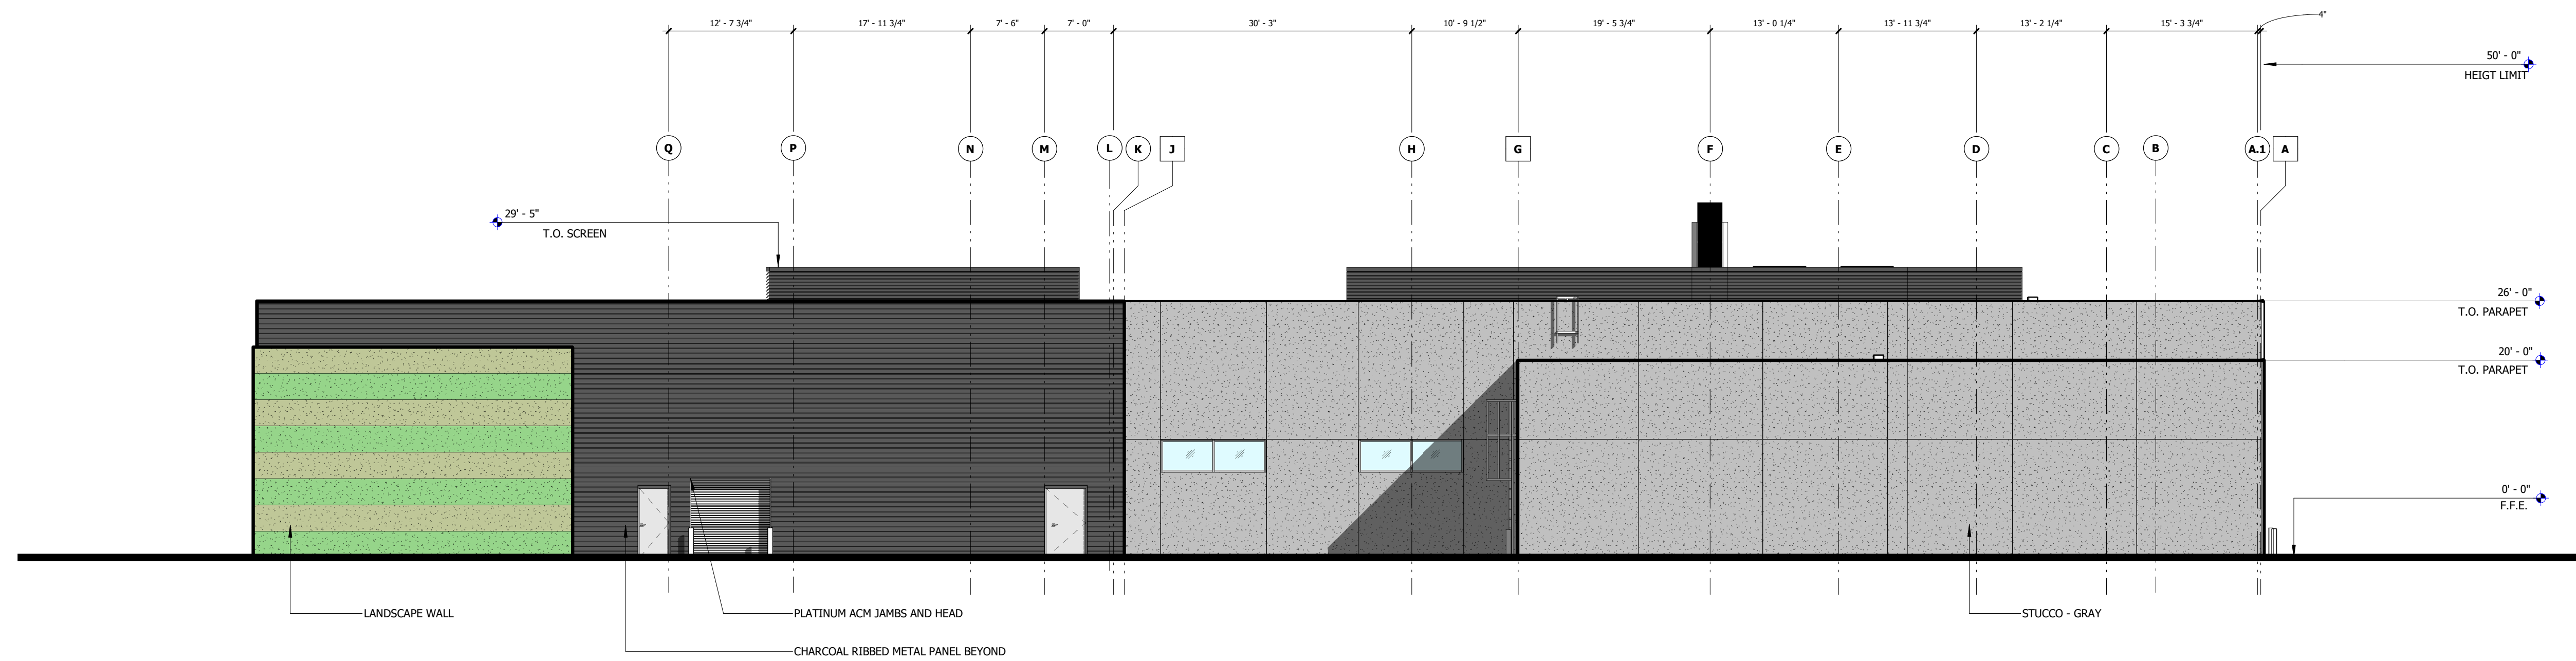 12' - 7 3/4" 17' - 11 3/4" 7' - 6" 7' - 0" 30' - 3" 10' - 9 1/2" 19' - 5 3/4" 13' - 0 1/4" 13' - 11 3/4" 13' - 2 1/4" 15' - 3 3/4" 4"
50' - 0"
HEIGT LIMIT
Q P N M L K J H G F E D C B A.1 A
29' - 5"
T.O. SCREEN
26' - 0"
T.O. PARAPET
20' - 0"
T.O. PARAPET
0' - 0"
F.F.E.
LANDSCAPE WALL
PLATINUM ACM JAMBS AND HEAD
STUCCO - GRAY
CHARCOAL RIBBED METAL PANEL BEYOND